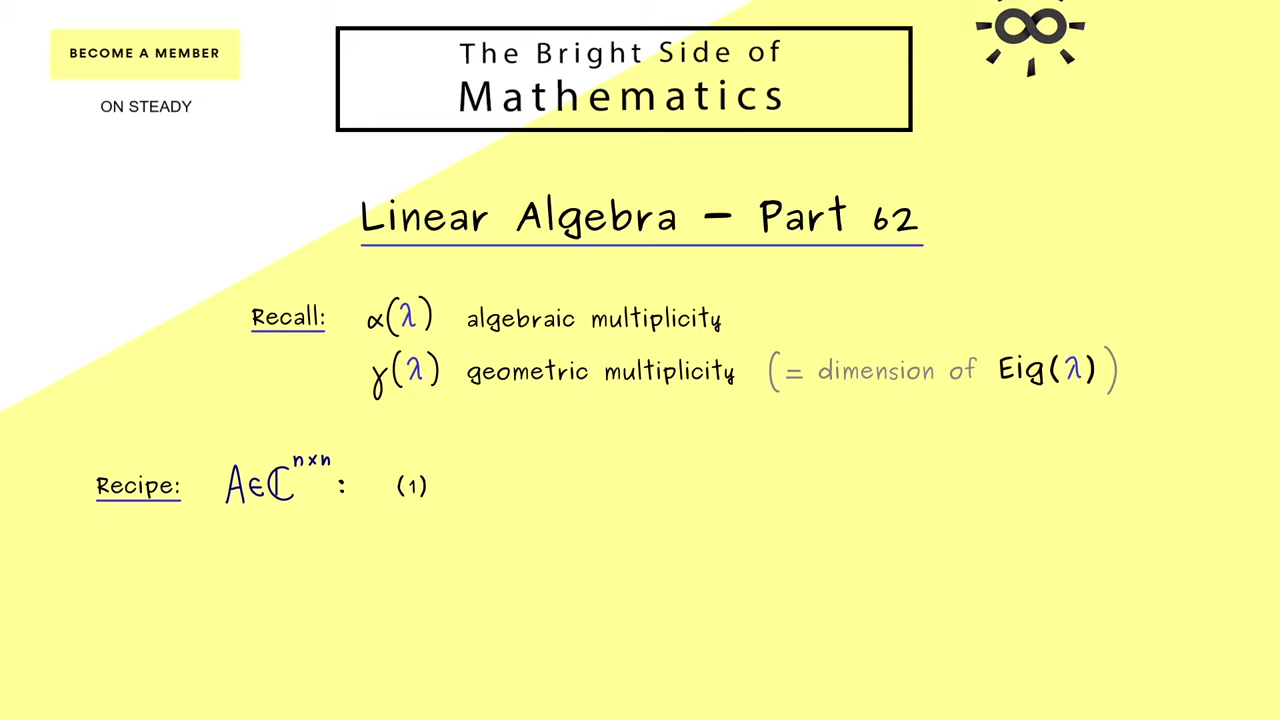 BECOME A MEMBER
ON STEADY
The Bright Side of
Mathematics
Linear Algebra – Part 62
Recall: α(λ) algebraic multiplicity
γ(λ) geometric multiplicity (= dimension of Eig(λ))
Recipe: A∈ℂⁿˣⁿ : (1)